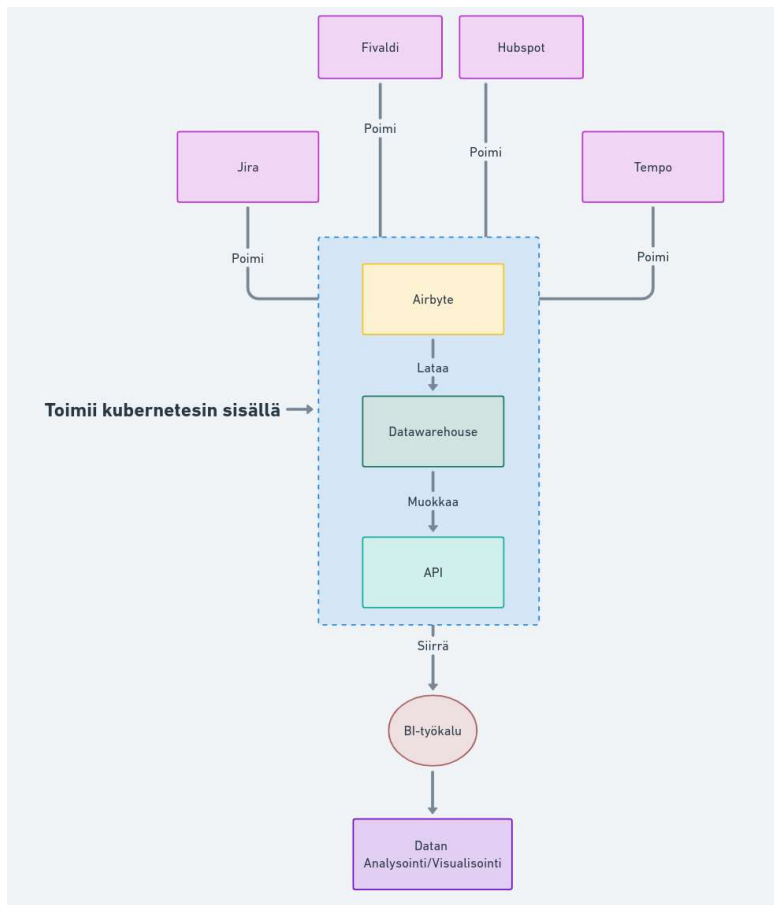 Fivaldi
Hubspot
Poimi
Poimi
Jira
Tempo
Poimi
Poimi
Airbyte
Lataa
Toimii kubernetesin sisällä
Datawarehouse
Muokkaa
API
Siirrä
BI-työkalu
Datan
Analysointi/Visualisointi